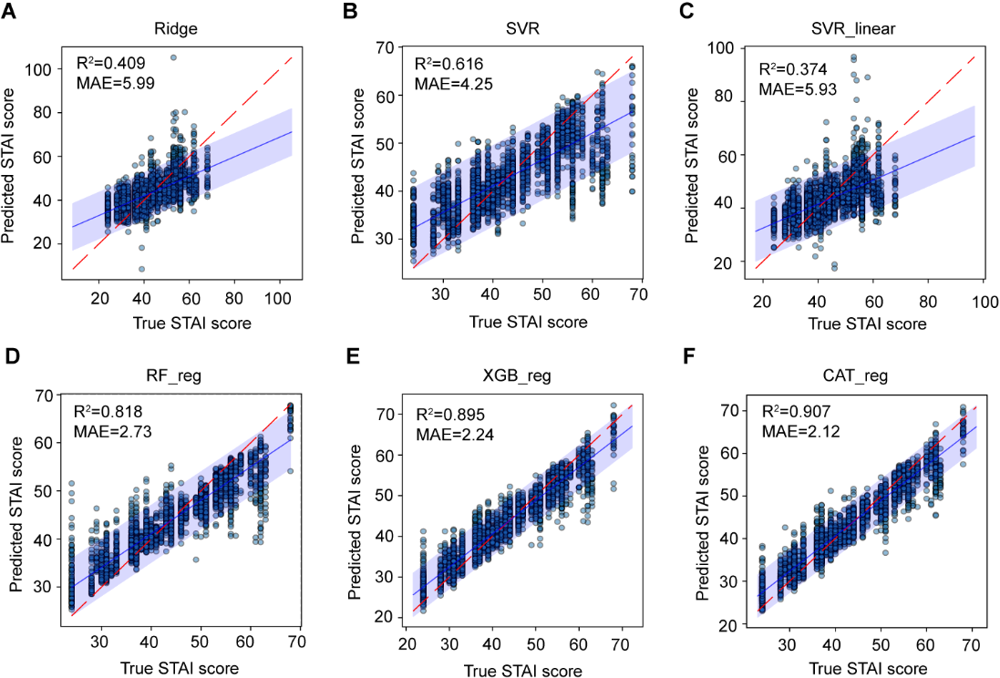 A
Ridge
R²=0.409
MAE=5.99
100
80
60
40
20
20 40 60 80 100
Predicted STAI score
True STAI score
B
SVR
R²=0.616
MAE=4.25
70
60
50
40
30
30 40 50 60 70
Predicted STAI score
True STAI score
C
SVR_linear
R²=0.374
MAE=5.93
100
80
60
40
20
20 40 60 80 100
Predicted STAI score
True STAI score
D
RF_reg
R²=0.818
MAE=2.73
70
60
50
40
30
30 40 50 60 70
Predicted STAI score
True STAI score
E
XGB_reg
R²=0.895
MAE=2.24
70
60
50
40
30
20
20 30 40 50 60 70
Predicted STAI score
True STAI score
F
CAT_reg
R²=0.907
MAE=2.12
70
60
50
40
30
20
30 40 50 60 70
Predicted STAI score
True STAI score